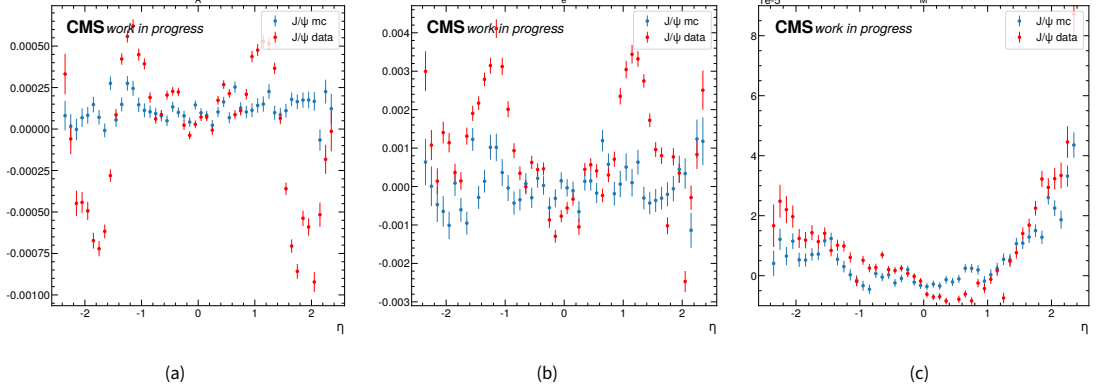 A
CMS work in progress
J/ψ mc
J/ψ data
0.00050
0.00025
0.00000
-0.00025
-0.00050
-0.00075
-0.00100
-2 -1 0 1 2
η
(a)
e
CMS work in progress
J/ψ mc
J/ψ data
0.004
0.003
0.002
0.001
0.000
-0.001
-0.002
-0.003
-2 -1 0 1 2
η
(b)
1e-5
M
CMS work in progress
J/ψ mc
J/ψ data
8
6
4
2
0
-2 -1 0 1 2
η
(c)